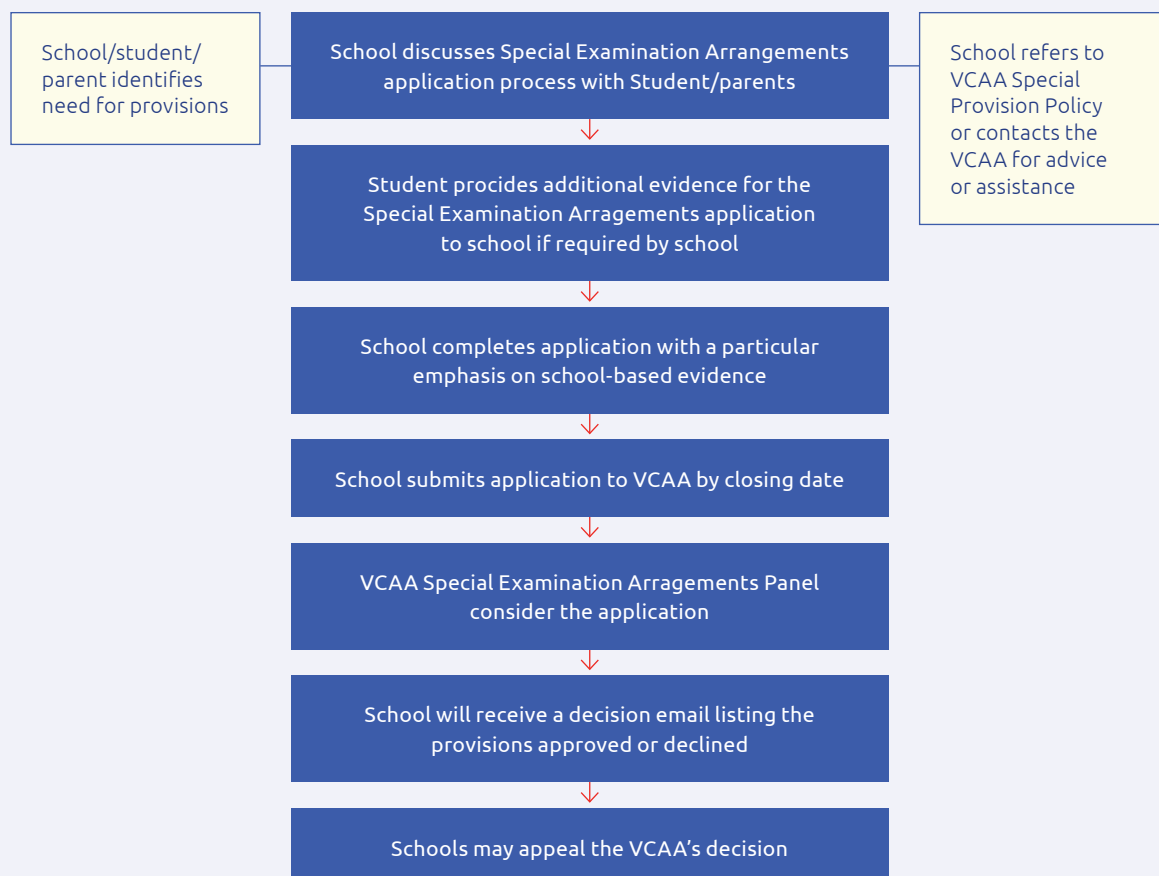 School/student/
parent identifies
need for provisions
School discusses Special Examination Arrangements
application process with Student/parents
School refers to
VCAA Special
Provision Policy
or contacts the
VCAA for advice
or assistance
Student procides additional evidence for the
Special Examination Arragements application
to school if required by school
School completes application with a particular
emphasis on school-based evidence
School submits application to VCAA by closing date
VCAA Special Examination Arragements Panel
consider the application
School will receive a decision email listing the
provisions approved or declined
Schools may appeal the VCAA’s decision